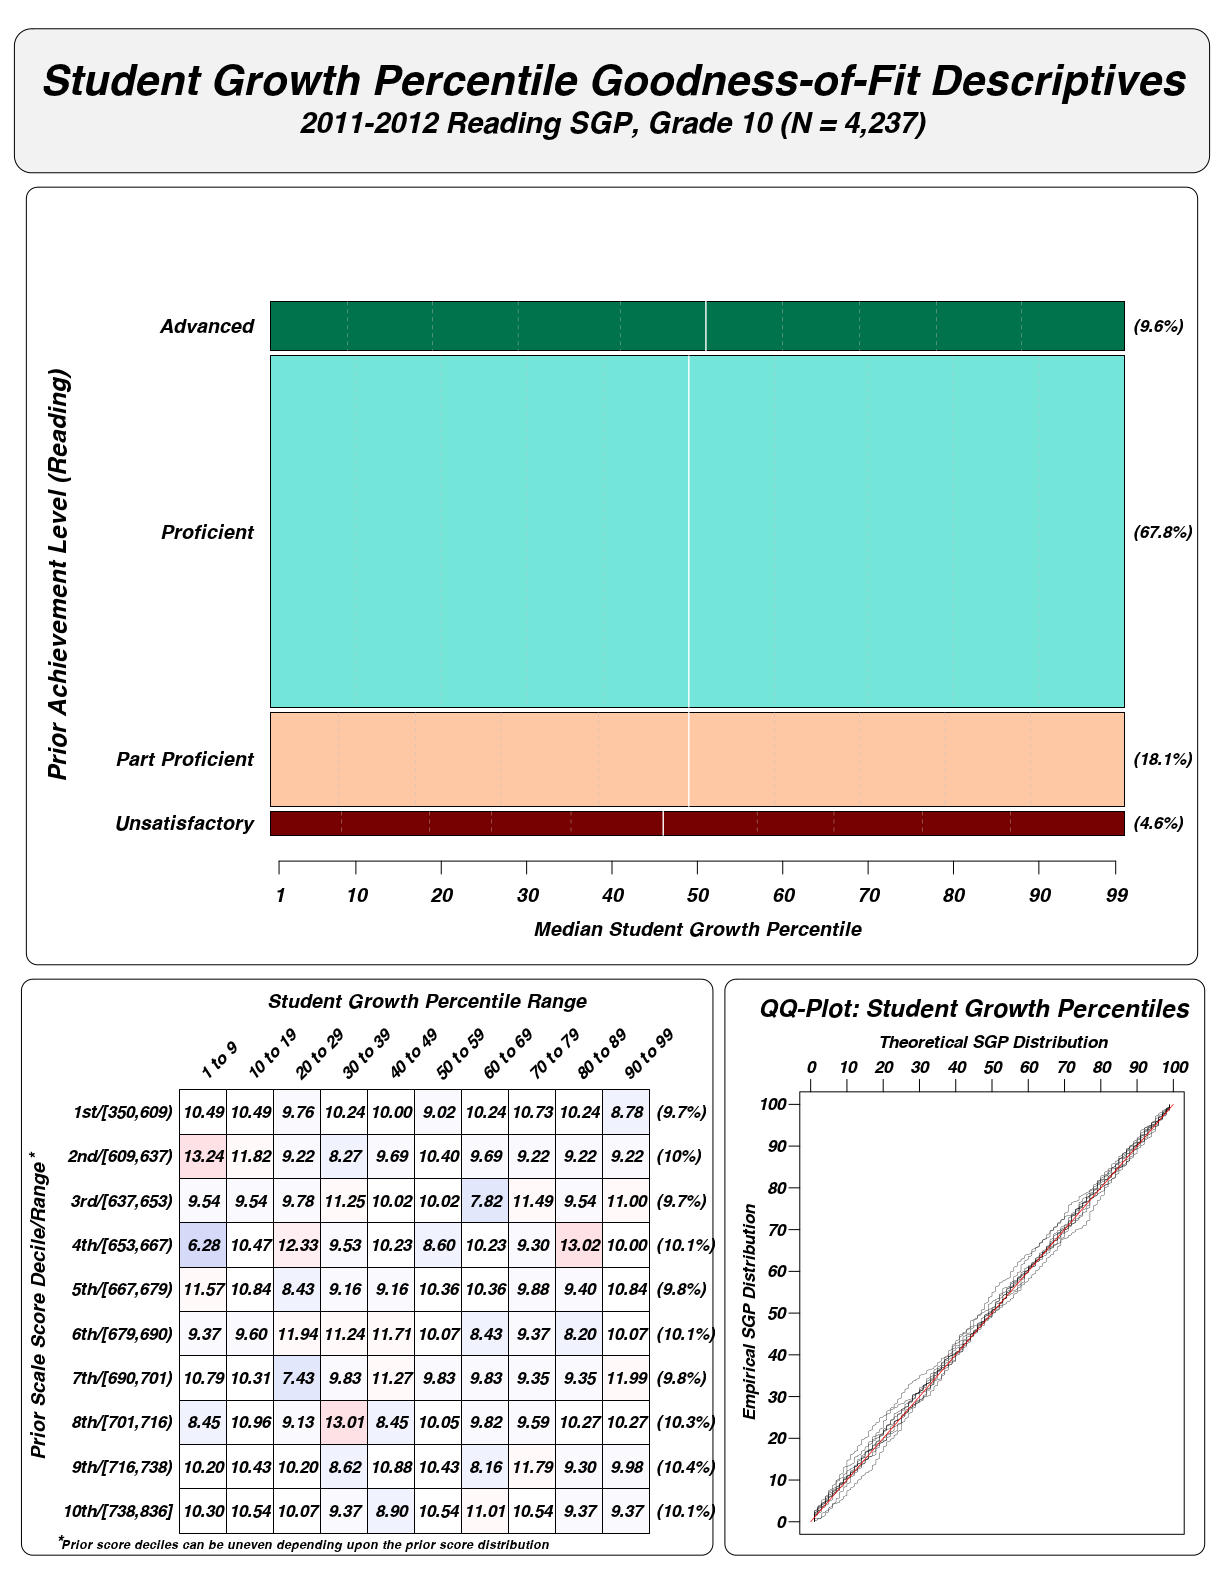 Student Growth Percentile Goodness-of-Fit Descriptives
2011-2012 Reading SGP, Grade 10 (N = 4,237)
Prior Achievement Level (Reading)
Advanced (9.6%)
Proficient (67.8%)
Part Proficient (18.1%)
Unsatisfactory (4.6%)
1 10 20 30 40 50 60 70 80 90 99
Median Student Growth Percentile
Student Growth Percentile Range
1 to 9 10 to 19 20 to 29 30 to 39 40 to 49 50 to 59 60 to 69 70 to 79 80 to 89 90 to 99
Prior Scale Score Decile/Range*
1st/[350,609) 10.49 10.49 9.76 10.24 10.00 9.02 10.24 10.73 10.24 8.78 (9.7%)
2nd/[609,637) 13.24 11.82 9.22 8.27 9.69 10.40 9.69 9.22 9.22 9.22 (10%)
3rd/[637,653) 9.54 9.54 9.78 11.25 10.02 10.02 7.82 11.49 9.54 11.00 (9.7%)
4th/[653,667) 6.28 10.47 12.33 9.53 10.23 8.60 10.23 9.30 13.02 10.00 (10.1%)
5th/[667,679) 11.57 10.84 8.43 9.16 9.16 10.36 10.36 9.88 9.40 10.84 (9.8%)
6th/[679,690) 9.37 9.60 11.94 11.24 11.71 10.07 8.43 9.37 8.20 10.07 (10.1%)
7th/[690,701) 10.79 10.31 7.43 9.83 11.27 9.83 9.83 9.35 9.35 11.99 (9.8%)
8th/[701,716) 8.45 10.96 9.13 13.01 8.45 10.05 9.82 9.59 10.27 10.27 (10.3%)
9th/[716,738) 10.20 10.43 10.20 8.62 10.88 10.43 8.16 11.79 9.30 9.98 (10.4%)
10th/[738,836] 10.30 10.54 10.07 9.37 8.90 10.54 11.01 10.54 9.37 9.37 (10.1%)
*Prior score deciles can be uneven depending upon the prior score distribution
QQ-Plot: Student Growth Percentiles
Theoretical SGP Distribution
0 10 20 30 40 50 60 70 80 90 100
Empirical SGP Distribution
100
90
80
70
60
50
40
30
20
10
0